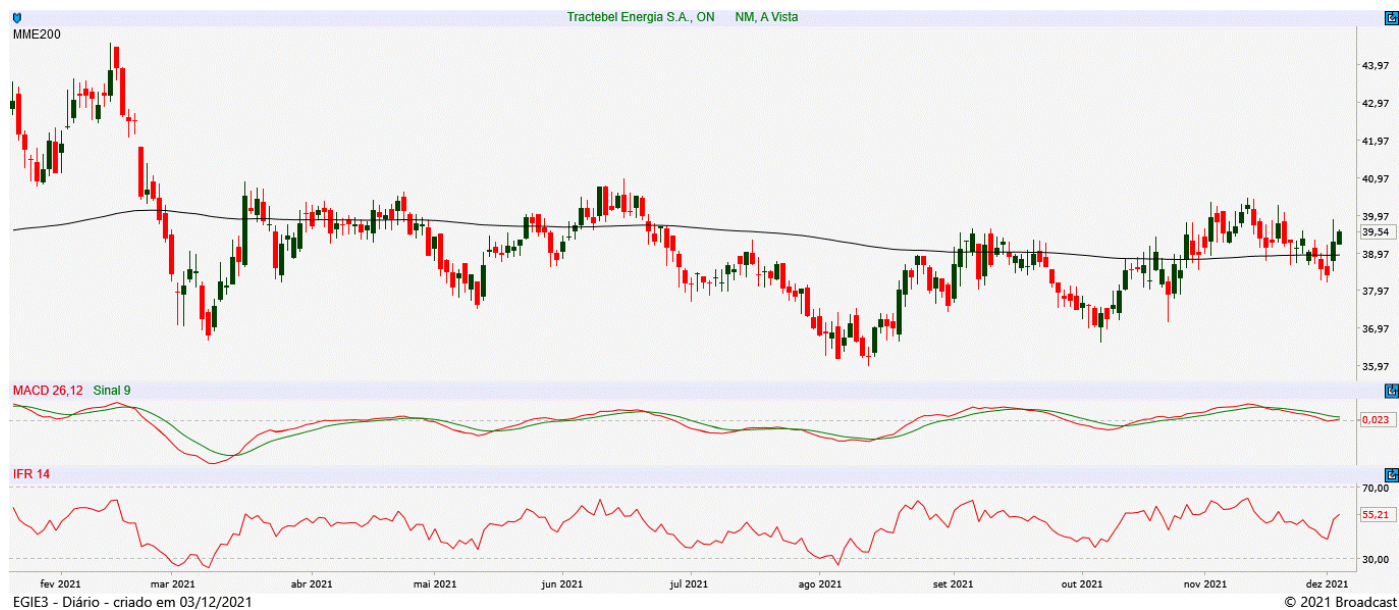 Tractebel Energia S.A., ON NM, A Vista
MME200
43,97
42,97
41,97
40,97
39,97
39,54
38,97
37,97
36,97
35,97
MACD 26,12 Sinal 9
0,023
IFR 14
70,00
55,21
30,00
fev 2021 mar 2021 abr 2021 mai 2021 jun 2021 jul 2021 ago 2021 set 2021 out 2021 nov 2021 dez 2021
EGIE3 - Diário - criado em 03/12/2021 © 2021 Broadcast